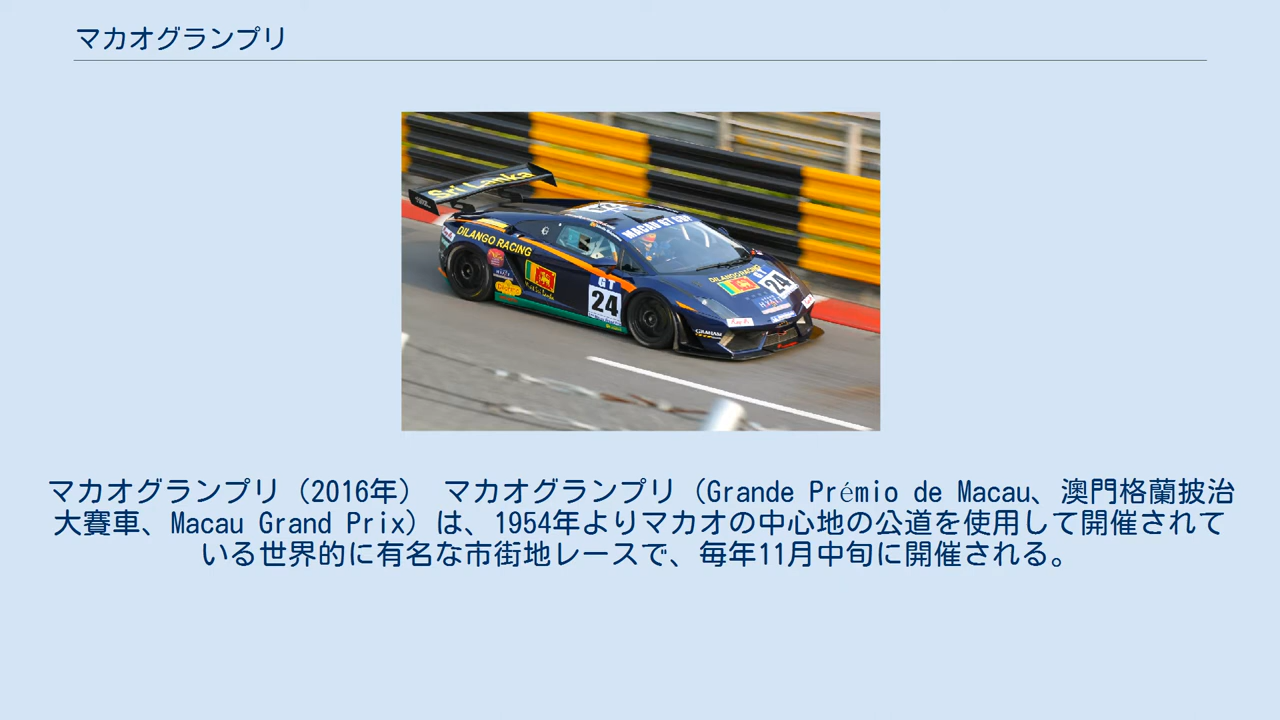 マカオグランプリ
Sri Lanka
MACAU GT CUP
DILANGO RACING
DILANGO RACING
GT
24
24
マカオグランプリ（2016年） マカオグランプリ（Grande Prémio de Macau、澳門格蘭披治
大賽車、Macau Grand Prix）は、1954年よりマカオの中心地の公道を使用して開催されて
いる世界的に有名な市街地レースで、毎年11月中旬に開催される。